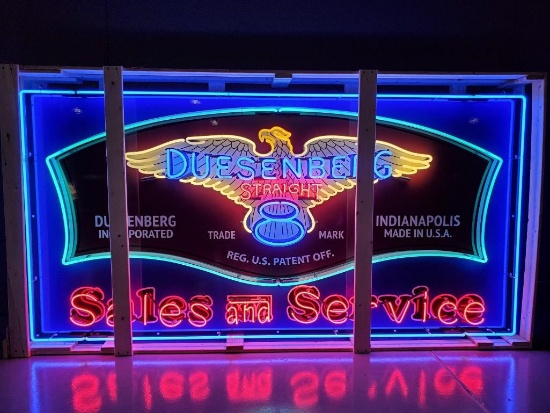 DUESENBERG
STRAIGHT
8
DUESENBERG
INCORPORATED
TRADE MARK
INDIANAPOLIS
MADE IN U.S.A.
REG. U.S. PATENT OFF.
Sales and Service